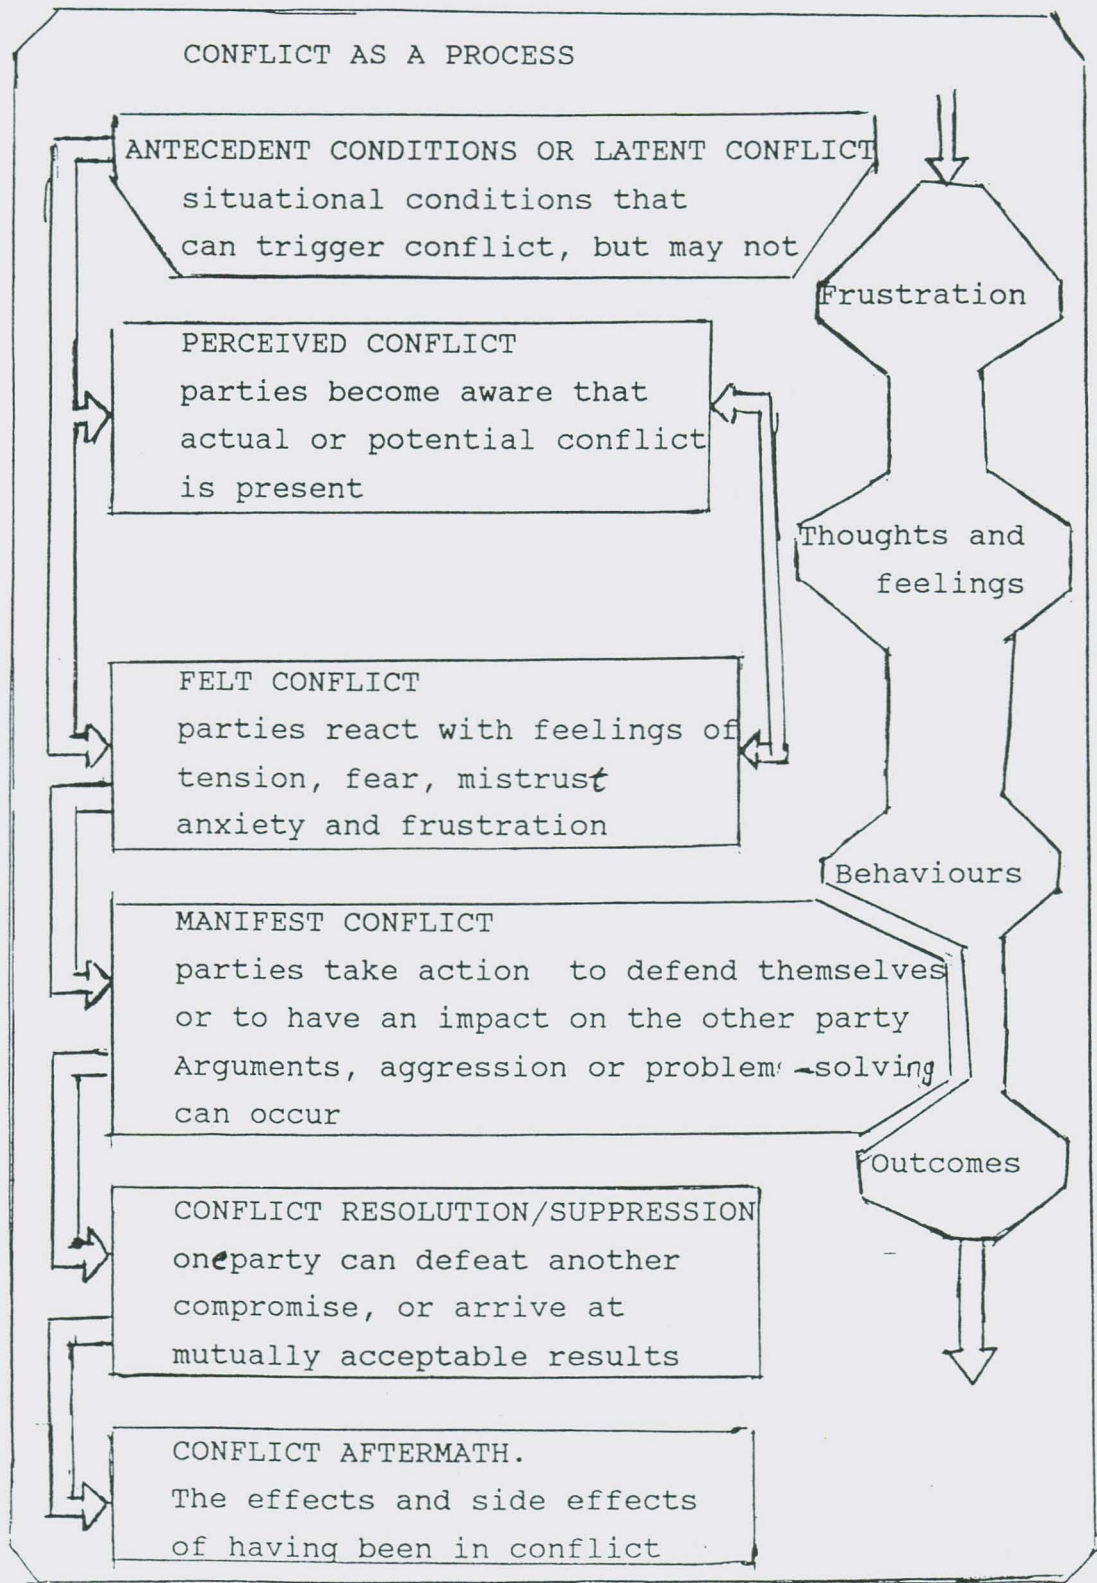 CONFLICT AS A PROCESS
ANTECEDENT CONDITIONS OR LATENT CONFLICT
situational conditions that
can trigger conflict, but may not
Frustration
PERCEIVED CONFLICT
parties become aware that
actual or potential conflict
is present
Thoughts and
feelings
FELT CONFLICT
parties react with feelings of
tension, fear, mistrust
anxiety and frustration
Behaviours
MANIFEST CONFLICT
parties take action to defend themselves
or to have an impact on the other party
Arguments, aggression or problem-solving
can occur
Outcomes
CONFLICT RESOLUTION/SUPPRESSION
one party can defeat another
compromise, or arrive at
mutually acceptable results
CONFLICT AFTERMATH.
The effects and side effects
of having been in conflict